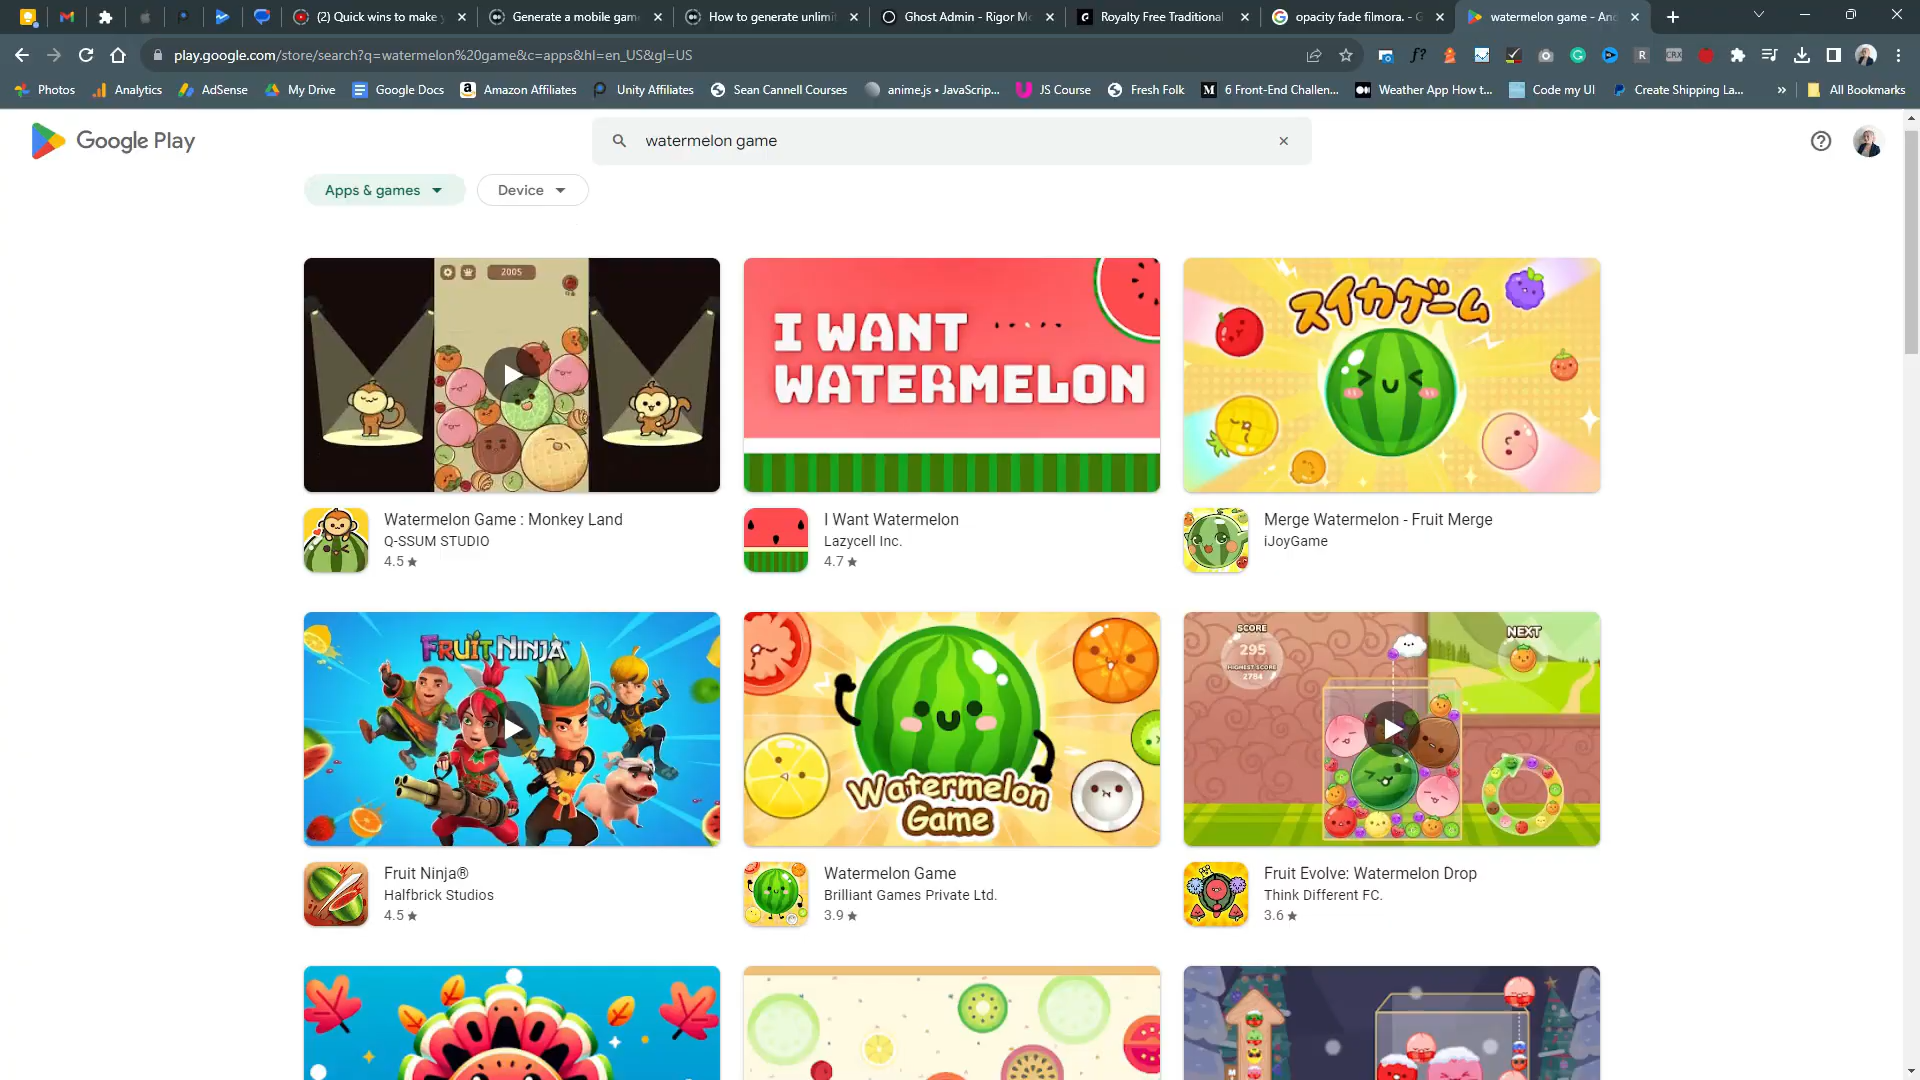 (2) Quick wins to make y
Generate a mobile gam
How to generate unlimit
Ghost Admin - Rigor Mo
Royalty Free Traditional
opacity fade filmora. - G
watermelon game - And
play.google.com/store/search?q=watermelon%20game&c=apps&hl=en_US&gl=US
Photos
Analytics
AdSense
My Drive
Google Docs
Amazon Affiliates
Unity Affiliates
Sean Cannell Courses
anime.js • JavaScrip...
JS Course
Fresh Folk
6 Front-End Challen...
Weather App How t...
Code my UI
Create Shipping La...
»
All Bookmarks
Google Play
watermelon game
Apps & games
Device
2005
I WANT
WATERMELON
スイカゲーム
Watermelon Game : Monkey Land
Q-SSUM STUDIO
4.5 ★
I Want Watermelon
Lazycell Inc.
4.7 ★
Merge Watermelon - Fruit Merge
iJoyGame
FRUIT NINJA
Watermelon
Game
SCORE
295
HIGHEST SCORE
2784
NEXT
Fruit Ninja®
Halfbrick Studios
4.5 ★
Watermelon Game
Brilliant Games Private Ltd.
3.9 ★
Fruit Evolve: Watermelon Drop
Think Different FC.
3.6 ★